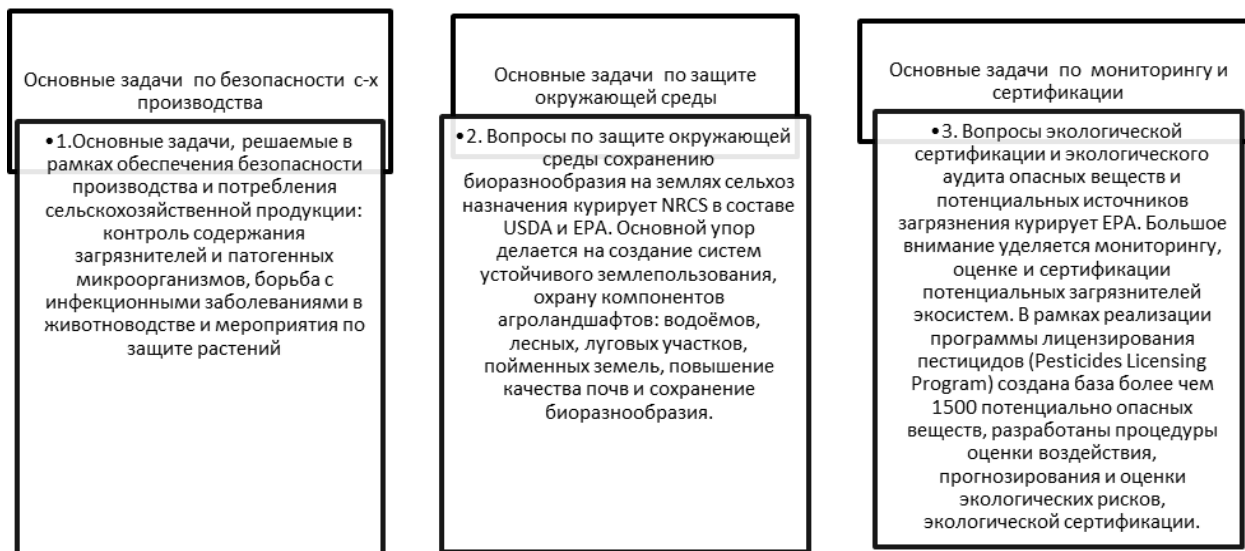 Основные задачи по безопасности с-х
производства
•1.Основные задачи, решаемые в
рамках обеспечения безопасности
производства и потребления
сельскохозяйственной продукции:
контроль содержания
загрязнителей и патогенных
микроорганизмов, борьба с
инфекционными заболеваниями в
животноводстве и мероприятия по
защите растений
Основные задачи по защите
окружающей среды
•2. Вопросы по защите окружающей
среды сохранению
биоразнообразия на землях сельхоз
назначения курирует NRCS в составе
USDA и EPA. Основной упор
делается на создание систем
устойчивого землепользования,
охрану компонентов
агроландшафтов: водоёмов,
лесных, луговых участков,
пойменных земель, повышение
качества почв и сохранение
биоразнообразия.
Основные задачи по мониторингу и
сертификации
•3. Вопросы экологической
сертификации и экологического
аудита опасных веществ и
потенциальных источников
загрязнения курирует EPA. Большое
внимание уделяется мониторингу,
оценке и сертификации
потенциальных загрязнителей
экосистем. В рамках реализации
программы лицензирования
пестицидов (Pesticides Licensing
Program) создана база более чем
1500 потенциально опасных
веществ, разработаны процедуры
оценки воздействия,
прогнозирования и оценки
экологических рисков,
экологической сертификации.